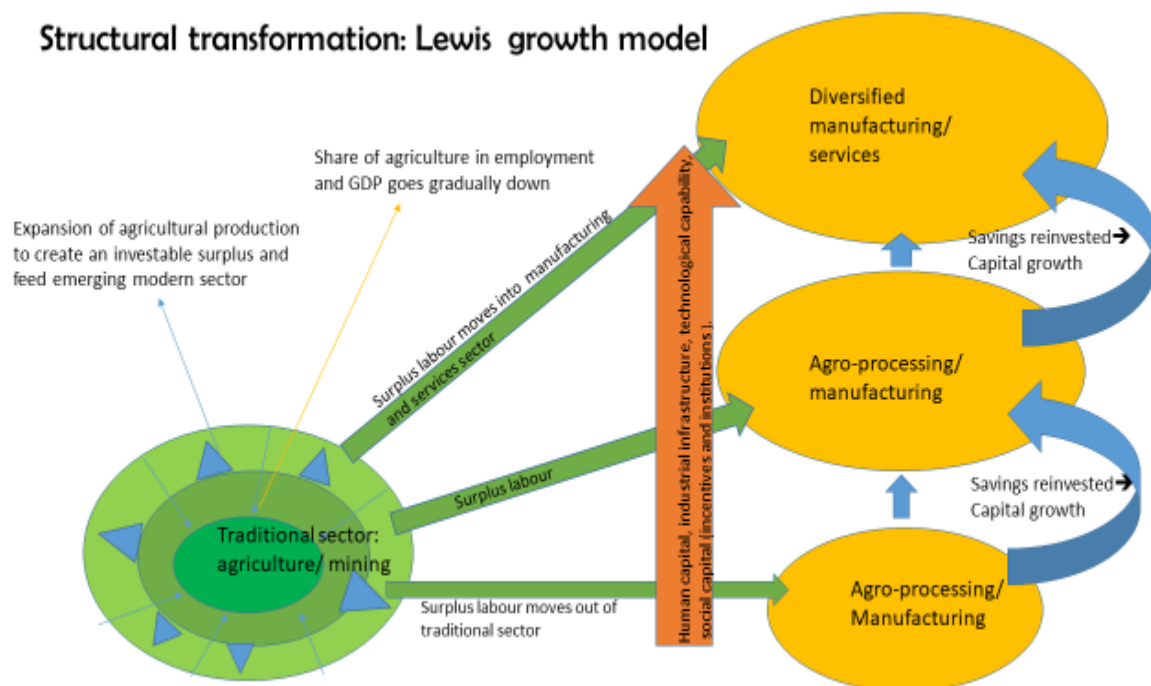 Structural transformation: Lewis growth model
Share of agriculture in employment
and GDP goes gradually down
Expansion of agricultural production
to create an investable surplus and
feed emerging modern sector
Surplus labour moves into manufacturing
and services sector
Surplus labour
Surplus labour moves out of
traditional sector
Traditional sector:
agriculture/ mining
Human capital, industrial infrastructure, technological capability,
social capital (incentives and institutions ).
Diversified
manufacturing/
services
Savings reinvested➔
Capital growth
Agro-processing/
manufacturing
Savings reinvested➔
Capital growth
Agro-processing/
Manufacturing